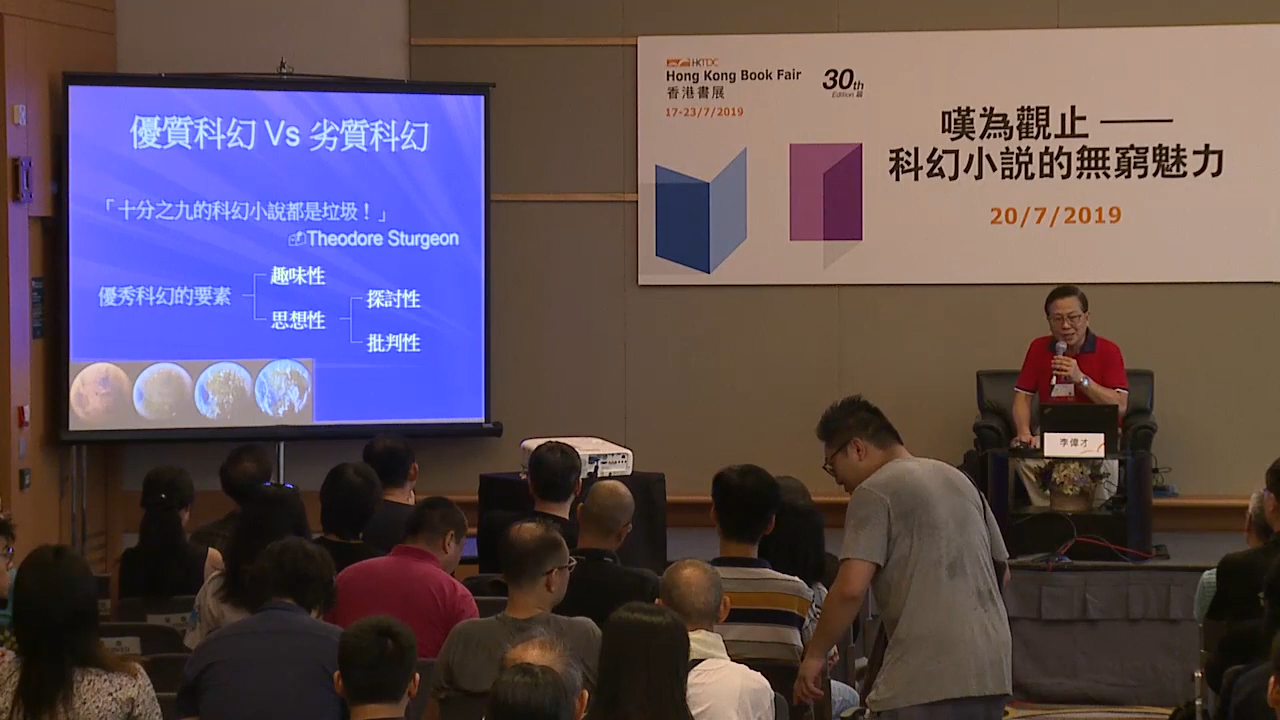 優質科幻 Vs 劣質科幻
「十分之九的科幻小說都是垃圾！」
Theodore Sturgeon
優秀科幻的要素
趣味性
思想性
探討性
批判性
HKTDC
Hong Kong Book Fair
香港書展
17-23/7/2019
30th
Edition 屆
嘆為觀止 ——
科幻小説的無窮魅力
20/7/2019
李偉才